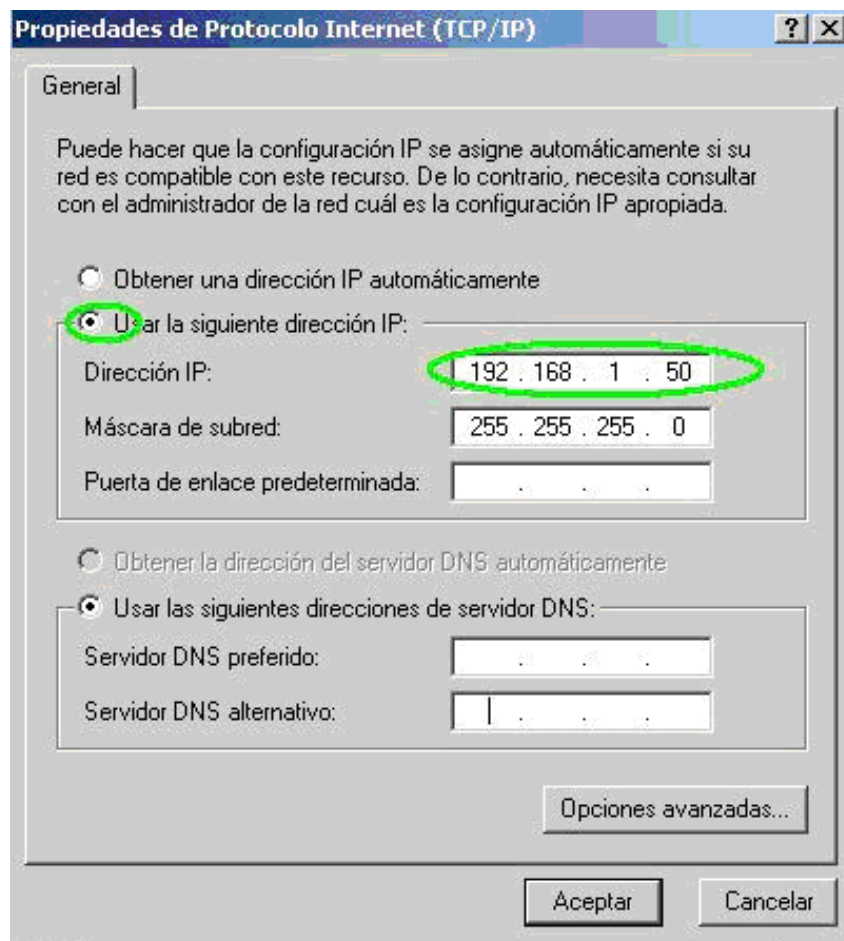 Propiedades de Protocolo Internet (TCP/IP)
General
Puede hacer que la configuración IP se asigne automáticamente si su
red es compatible con este recurso. De lo contrario, necesita consultar
con el administrador de la red cuál es la configuración IP apropiada.
Obtener una dirección IP automáticamente
Usar la siguiente dirección IP:
Dirección IP: 192 . 168 . 1 . 50
Máscara de subred: 255 . 255 . 255 . 0
Puerta de enlace predeterminada: . . .
Obtener la dirección del servidor DNS automáticamente
Usar las siguientes direcciones de servidor DNS:
Servidor DNS preferido: . . .
Servidor DNS alternativo: . . .
Opciones avanzadas...
Aceptar Cancelar